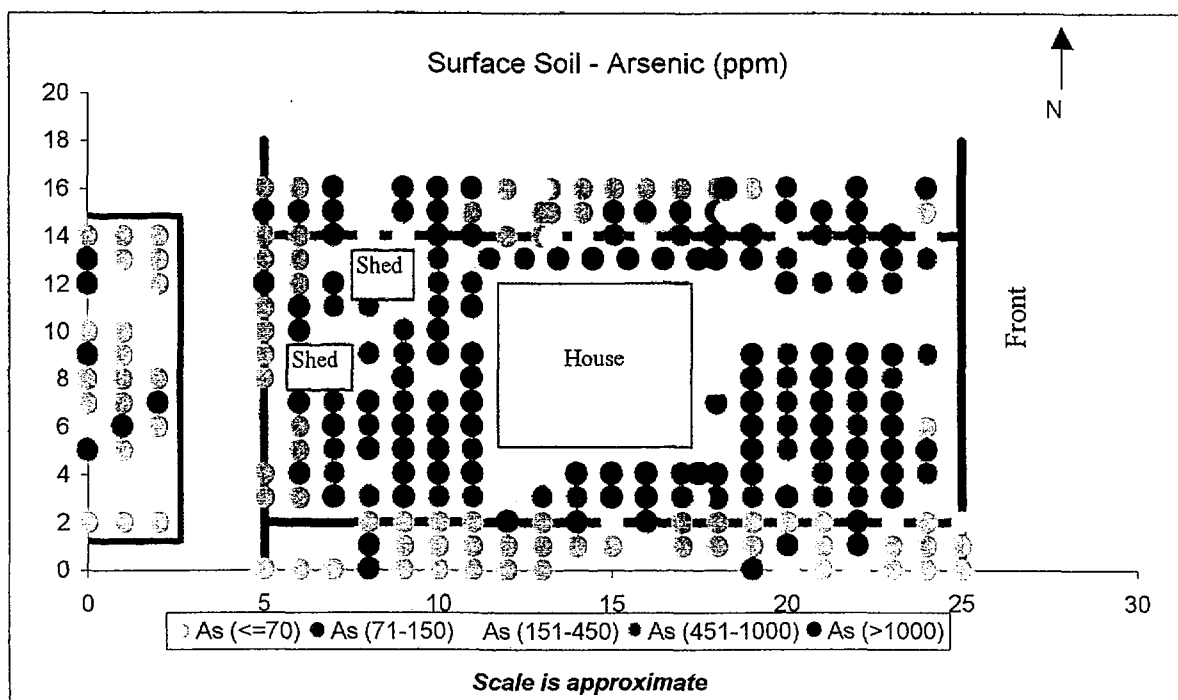 Surface Soil - Arsenic (ppm)
N
20
18
16
14
12
10
8
6
4
2
0
Shed
Shed
House
Front
0 5 10 15 20 25 30
As (<=70) As (71-150) As (151-450) As (451-1000) As (>1000)
Scale is approximate